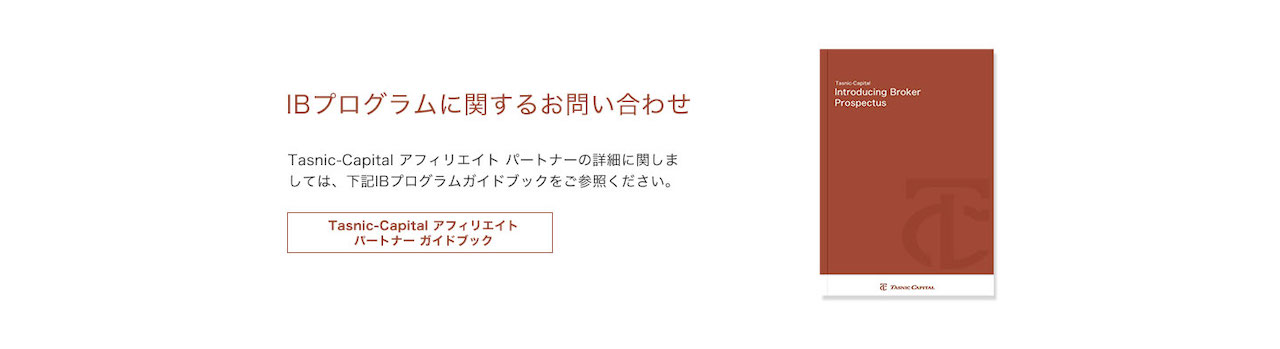 IBプログラムに関するお問い合わせ
Tasnic-Capital アフィリエイト パートナーの詳細に関しま
しては、下記IBプログラムガイドブックをご参照ください。
Tasnic-Capital アフィリエイト
パートナー ガイドブック
Tasnic-Capital
Introducing Broker
Prospectus
TASNIC CAPITAL